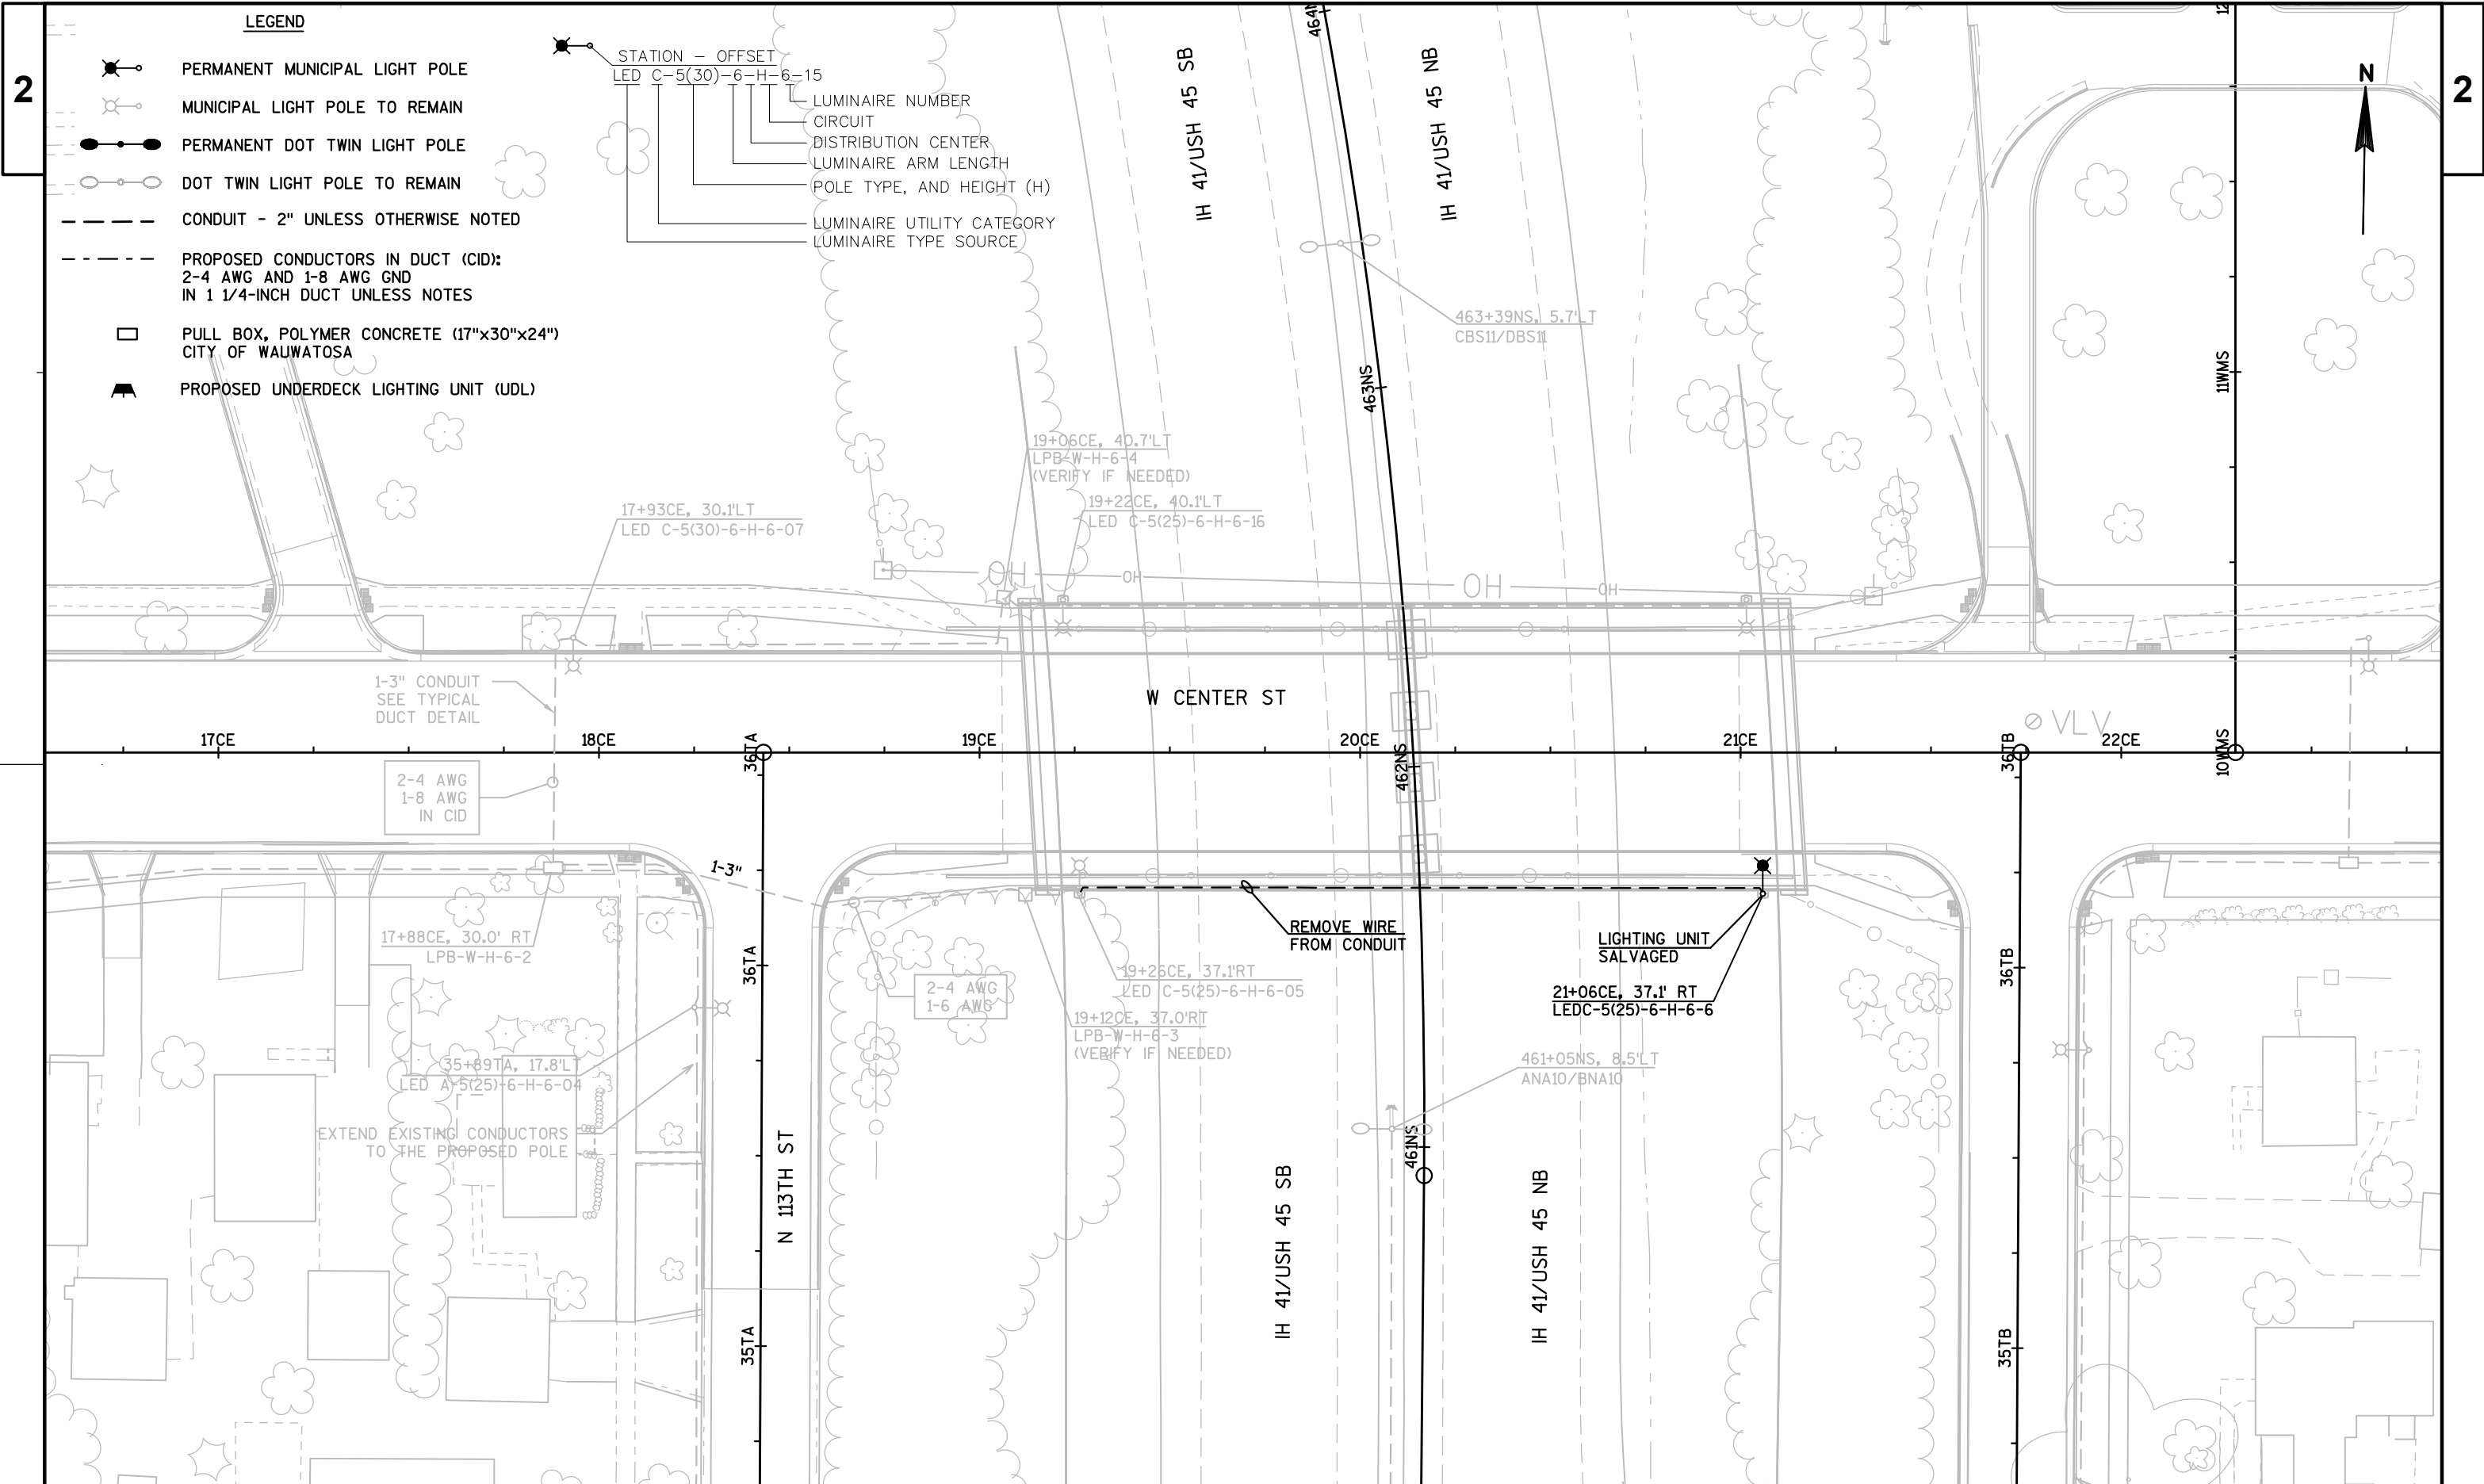 LEGEND
PERMANENT MUNICIPAL LIGHT POLE
MUNICIPAL LIGHT POLE TO REMAIN
PERMANENT DOT TWIN LIGHT POLE
DOT TWIN LIGHT POLE TO REMAIN
CONDUIT - 2" UNLESS OTHERWISE NOTED
PROPOSED CONDUCTORS IN DUCT (CID):
2-4 AWG AND 1-8 AWG GND
IN 1 1/4-INCH DUCT UNLESS NOTES
PULL BOX, POLYMER CONCRETE (17"x30"x24")
CITY OF WAUWATOSA
PROPOSED UNDERDECK LIGHTING UNIT (UDL)
STATION - OFFSET
LED C-5(30)-6-H-6-15
LUMINAIRE NUMBER
CIRCUIT
DISTRIBUTION CENTER
LUMINAIRE ARM LENGTH
POLE TYPE, AND HEIGHT (H)
LUMINAIRE UTILITY CATEGORY
LUMINAIRE TYPE SOURCE
2
2
N
IH 41/USH 45 SB
IH 41/USH 45 NB
464N
12
463+39NS, 5.7'LT
CBS11/DBS11
463NS
11WMS
19+06CE, 40.7'LT
LPB-W-H-6-4
(VERIFY IF NEEDED)
19+22CE, 40.1'LT
LED C-5(25)-6-H-6-16
17+93CE, 30.1'LT
LED C-5(30)-6-H-6-07
OH
OH
OH
OH
1-3" CONDUIT
SEE TYPICAL
DUCT DETAIL
W CENTER ST
VLV
17CE
18CE
36TA
19CE
20CE
462NS
21CE
36TB
22CE
10WMS
2-4 AWG
1-8 AWG
IN CID
1-3"
17+88CE, 30.0' RT
LPB-W-H-6-2
REMOVE WIRE
FROM CONDUIT
LIGHTING UNIT
SALVAGED
36TA
36TB
2-4 AWG
1-6 AWG
19+26CE, 37.1'RT
LED C-5(25)-6-H-6-05
21+06CE, 37.1' RT
LEDC-5(25)-6-H-6-6
19+12CE, 37.0'RT
LPB-W-H-6-3
(VERIFY IF NEEDED)
35+89TA, 17.8'LT
LED A-5(25)-6-H-6-04
461+05NS, 8.5'LT
ANA10/BNA10
EXTEND EXISTING CONDUCTORS
TO THE PROPOSED POLE
461NS
N 113TH ST
IH 41/USH 45 SB
IH 41/USH 45 NB
35TA
35TB